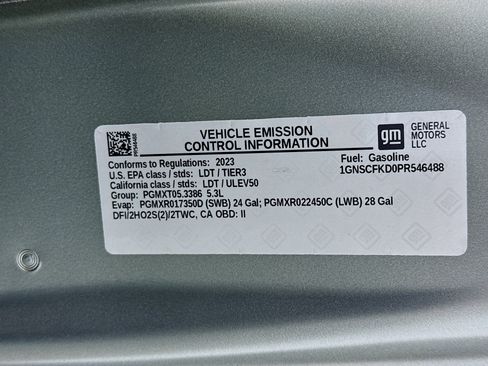 PR546488
VEHICLE EMISSION
CONTROL INFORMATION
gm
GENERAL
MOTORS
LLC
Conforms to Regulations: 2023
Fuel: Gasoline
U.S. EPA class / stds: LDT / TIER3
1GNSCFKD0PR546488
California class / stds: LDT / ULEV50
Group: PGMXT05.3386 5.3L
Evap: PGMXR017350D (SWB) 24 Gal; PGMXR022450C (LWB) 28 Gal
DFI/2HO2S(2)/2TWC, CA OBD: II